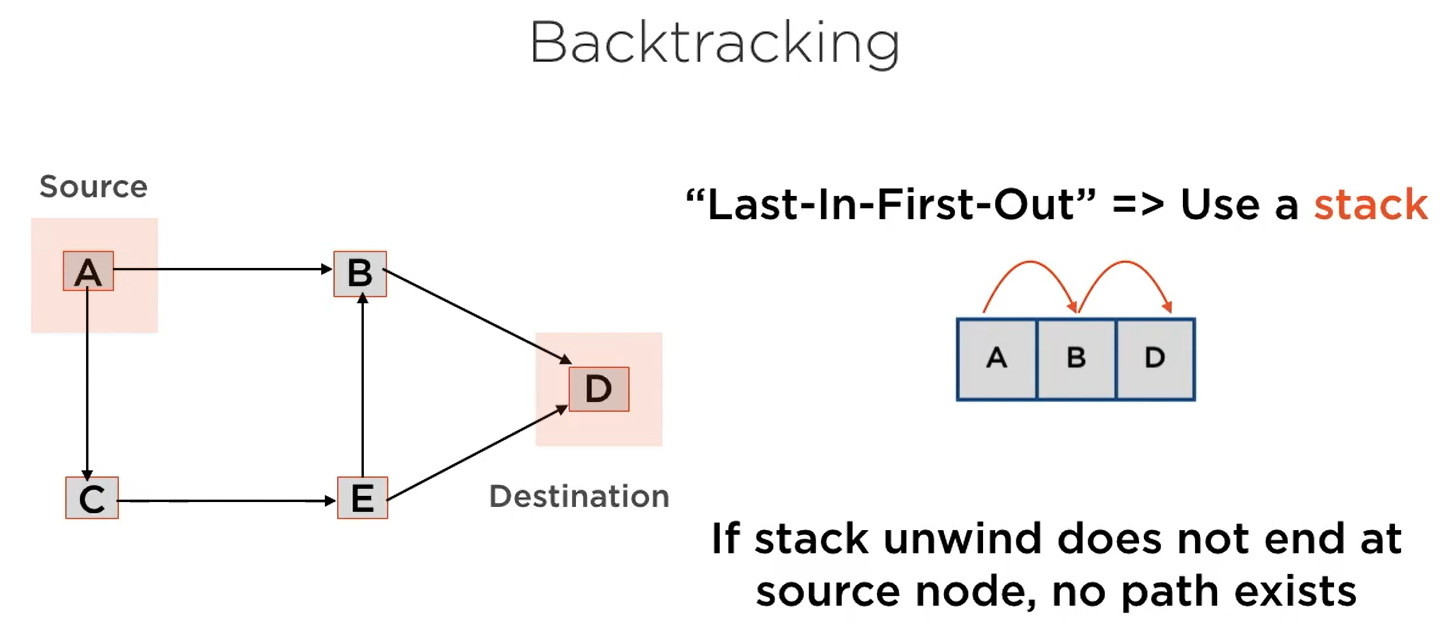 Backtracking
Source
A
B
D
C
E
Destination
“Last-In-First-Out” => Use a stack
A B D
If stack unwind does not end at
source node, no path exists